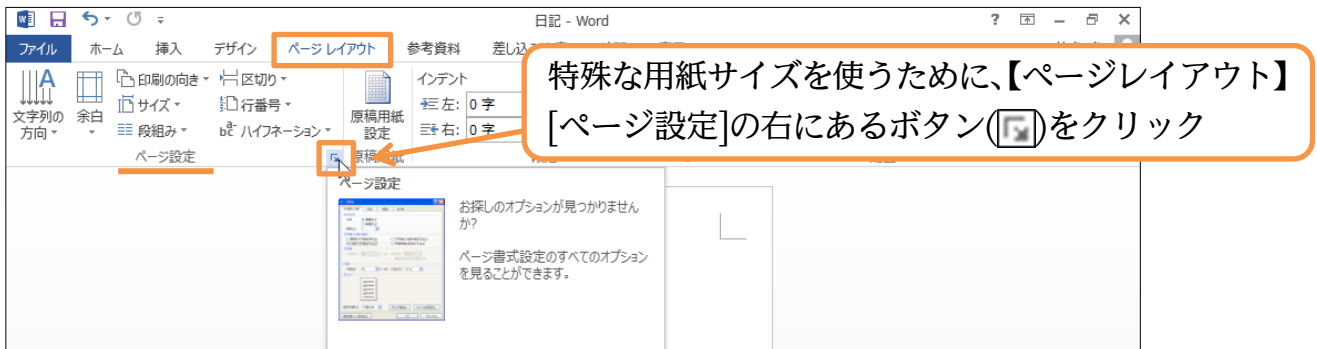 日記 - Word
ファイル ホーム 挿入 デザイン ページ レイアウト 参考資料
特殊な用紙サイズを使うために、【ページレイアウト】
[ページ設定]の右にあるボタン()をクリック
文字列の方向 余白 印刷の向き サイズ 段組み
区切り 行番号 ハイフネーション
ページ設定
原稿用紙
設定
原稿用紙
インデント
左: 0 字
右: 0 字
ページ設定
お探しのオプションが見つかりません
か?
ページ書式設定のすべてのオプション
を見ることができます。